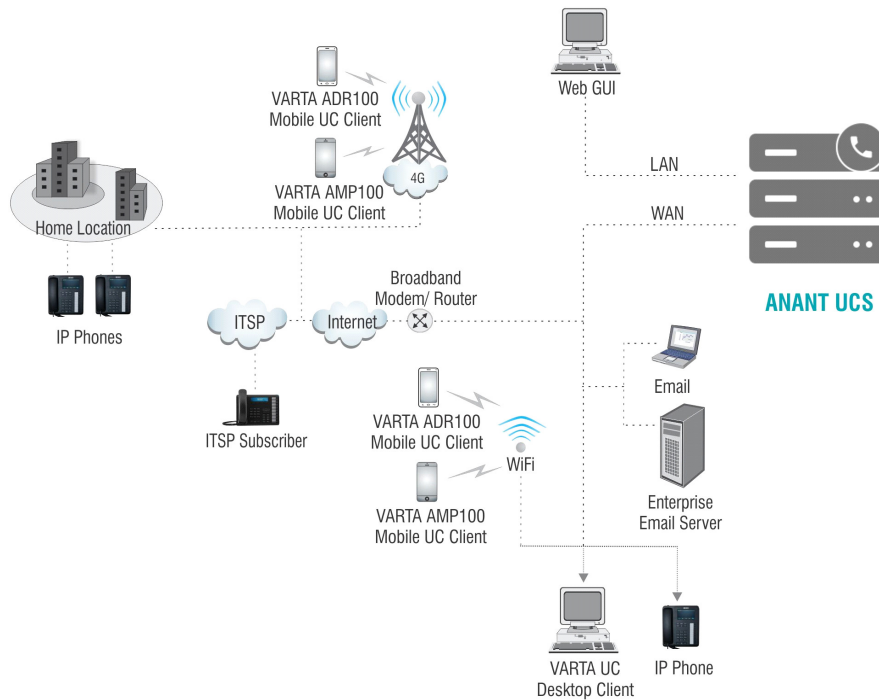 Web GUI
VARTA ADR100
Mobile UC Client
4G
VARTA AMP100
Mobile UC Client
LAN
WAN
Home Location
IP Phones
Broadband
Modem/ Router
ITSP
Internet
ANANT UCS
ITSP Subscriber
Email
VARTA ADR100
Mobile UC Client
WiFi
VARTA AMP100
Mobile UC Client
Enterprise
Email Server
VARTA UC
Desktop Client
IP Phone